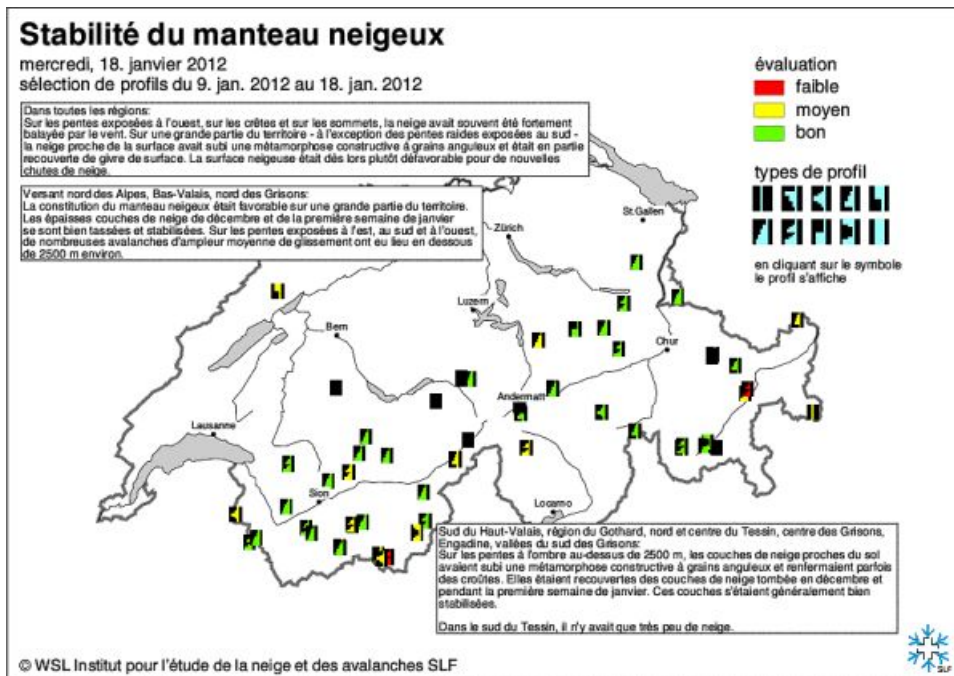 Stabilité du manteau neigeux
mercredi, 18. janvier 2012
sélection de profils du 9. jan. 2012 au 18. jan. 2012
évaluation
faible
moyen
bon
Dans toutes les régions:
Sur les pentes exposées à l'ouest, sur les crêtes et sur les sommets, la neige avait souvent été fortement
balayée par le vent. Sur une grande partie du territoire - à l'exception des pentes raides exposées au sud -
la neige proche de la surface avait subi une métamorphose constructive à grains anguleux et était en partie
recouverte de givre de surface. La surface neigeuse était dès lors plutôt défavorable pour de nouvelles
chutes de neige.
types de profil
en cliquant sur le symbole
le profil s'affiche
Versant nord des Alpes, Bas-Valais, nord des Grisons:
La constitution du manteau neigeux était favorable sur une grande partie du territoire.
Les épaisses couches de neige de décembre et de la première semaine de janvier
se sont bien tassées et stabilisées. Sur les pentes exposées à l'est, au sud et à l'ouest,
de nombreuses avalanches d'ampleur moyenne de glissement ont eu lieu en dessous
de 2500 m environ.
St.Gallen
Zürich
Luzern
Bern
Chur
Andermatt
Lausanne
Sion
Locarno
Sud du Haut-Valais, région du Gothard, nord et centre du Tessin, centre des Grisons,
Engadine, vallées du sud des Grisons:
Sur les pentes à l'ombre au-dessus de 2500 m, les couches de neige proches du sol
avaient subi une métamorphose constructive à grains anguleux et renfermaient parfois
des croûtes. Elles étaient recouvertes des couches de neige tombée en décembre et
pendant la première semaine de janvier. Ces couches s'étaient généralement bien
stabilisées.
Dans le sud du Tessin, il n'y avait que très peu de neige.
© WSL Institut pour l'étude de la neige et des avalanches SLF
SLF